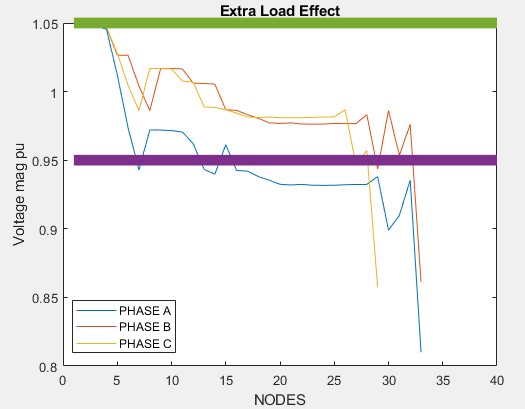 Extra Load Effect
1.05
1
0.95
0.9
0.85
0.8
Voltage mag pu
PHASE A
PHASE B
PHASE C
0 5 10 15 20 25 30 35 40
NODES